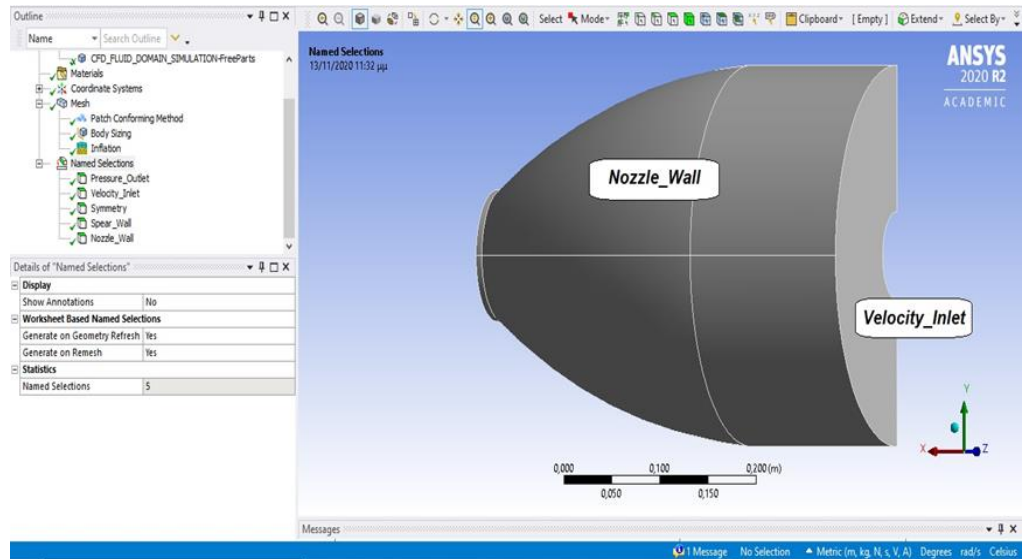 Outline
Name
Search Outline
Select
Mode
Clipboard
[ Empty ]
Extend
Select By
CFD_FLUID_DOMAIN_SIMULATION-FreeParts
Materials
Coordinate Systems
Mesh
Patch Conforming Method
Body Sizing
Inflation
Named Selections
Pressure_Outlet
Velocity_Inlet
Symmetry
Spear_Wall
Nozzle_Wall
Details of "Named Selections"
Display
Show Annotations No
Worksheet Based Named Selections
Generate on Geometry Refresh Yes
Generate on Remesh Yes
Statistics
Named Selections 5
Named Selections
13/11/2020 11:32 μμ
ANSYS
2020 R2
ACADEMIC
Nozzle_Wall
Velocity_Inlet
Y
X
Z
0,000 0,100 0,200 (m)
0,050 0,150
Messages
1 Message No Selection Metric (m, kg, N, s, V, A) Degrees rad/s Celsius